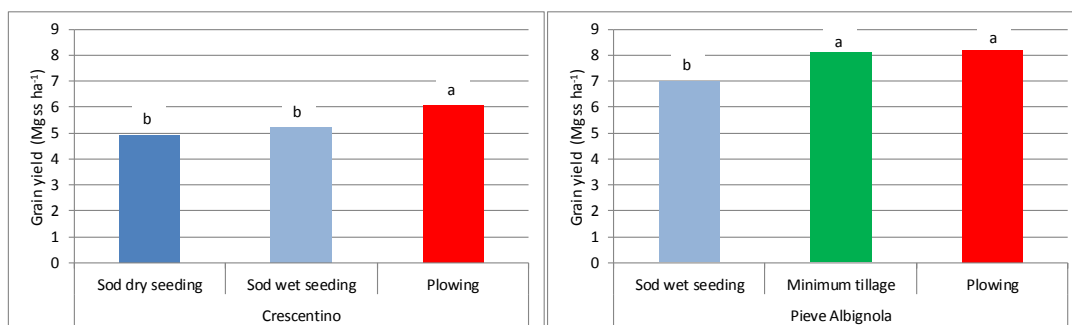 Grain yield (Mg ss ha⁻¹)
9
8
7
6
5
4
3
2
1
0
b
b
a
Sod dry seeding
Sod wet seeding
Plowing
Crescentino
Grain yield (Mg ss ha⁻¹)
9
8
7
6
5
4
3
2
1
0
b
a
a
Sod wet seeding
Minimum tillage
Plowing
Pieve Albignola